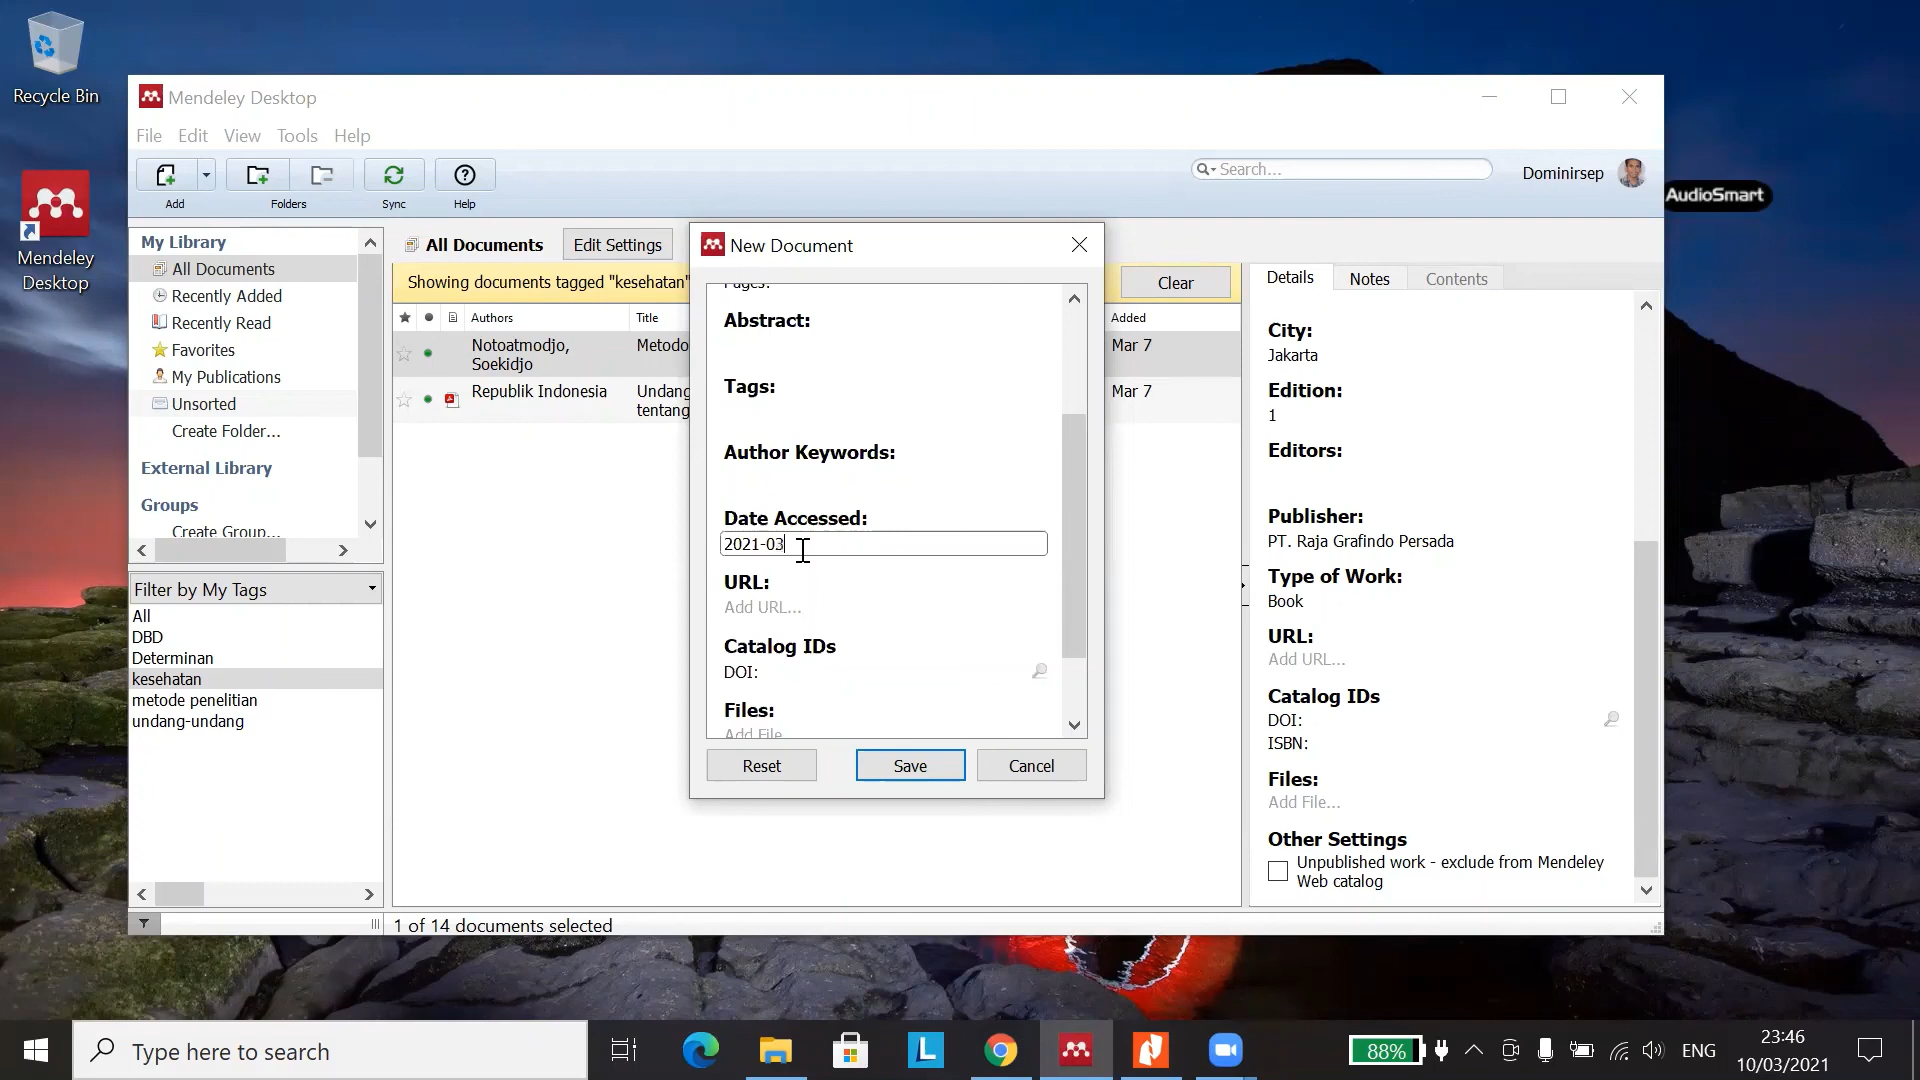 Recycle Bin
Mendeley
Desktop
AudioSmart
Mendeley Desktop
File Edit View Tools Help
Add Folders Sync Help
Search...
Dominirsep
My Library
All Documents
Recently Added
Recently Read
Favorites
My Publications
Unsorted
Create Folder...
External Library
Groups
Create Group...
Filter by My Tags
All
DBD
Determinan
kesehatan
metode penelitian
undang-undang
All Documents Edit Settings
Showing documents tagged "kesehatan"
Clear
Authors Title Added
Notoatmodjo,
Soekidjo
Metodo
Mar 7
Republik Indonesia
Undang
tentang
Mar 7
1 of 14 documents selected
New Document
Pages:
Abstract:
Tags:
Author Keywords:
Date Accessed:
2021-03
URL:
Add URL...
Catalog IDs
DOI:
Files:
Add File
Reset Save Cancel
Details Notes Contents
City:
Jakarta
Edition:
1
Editors:
Publisher:
PT. Raja Grafindo Persada
Type of Work:
Book
URL:
Add URL...
Catalog IDs
DOI:
ISBN:
Files:
Add File...
Other Settings
Unpublished work - exclude from Mendeley
Web catalog
Type here to search
L
88%
ENG
23:46
10/03/2021